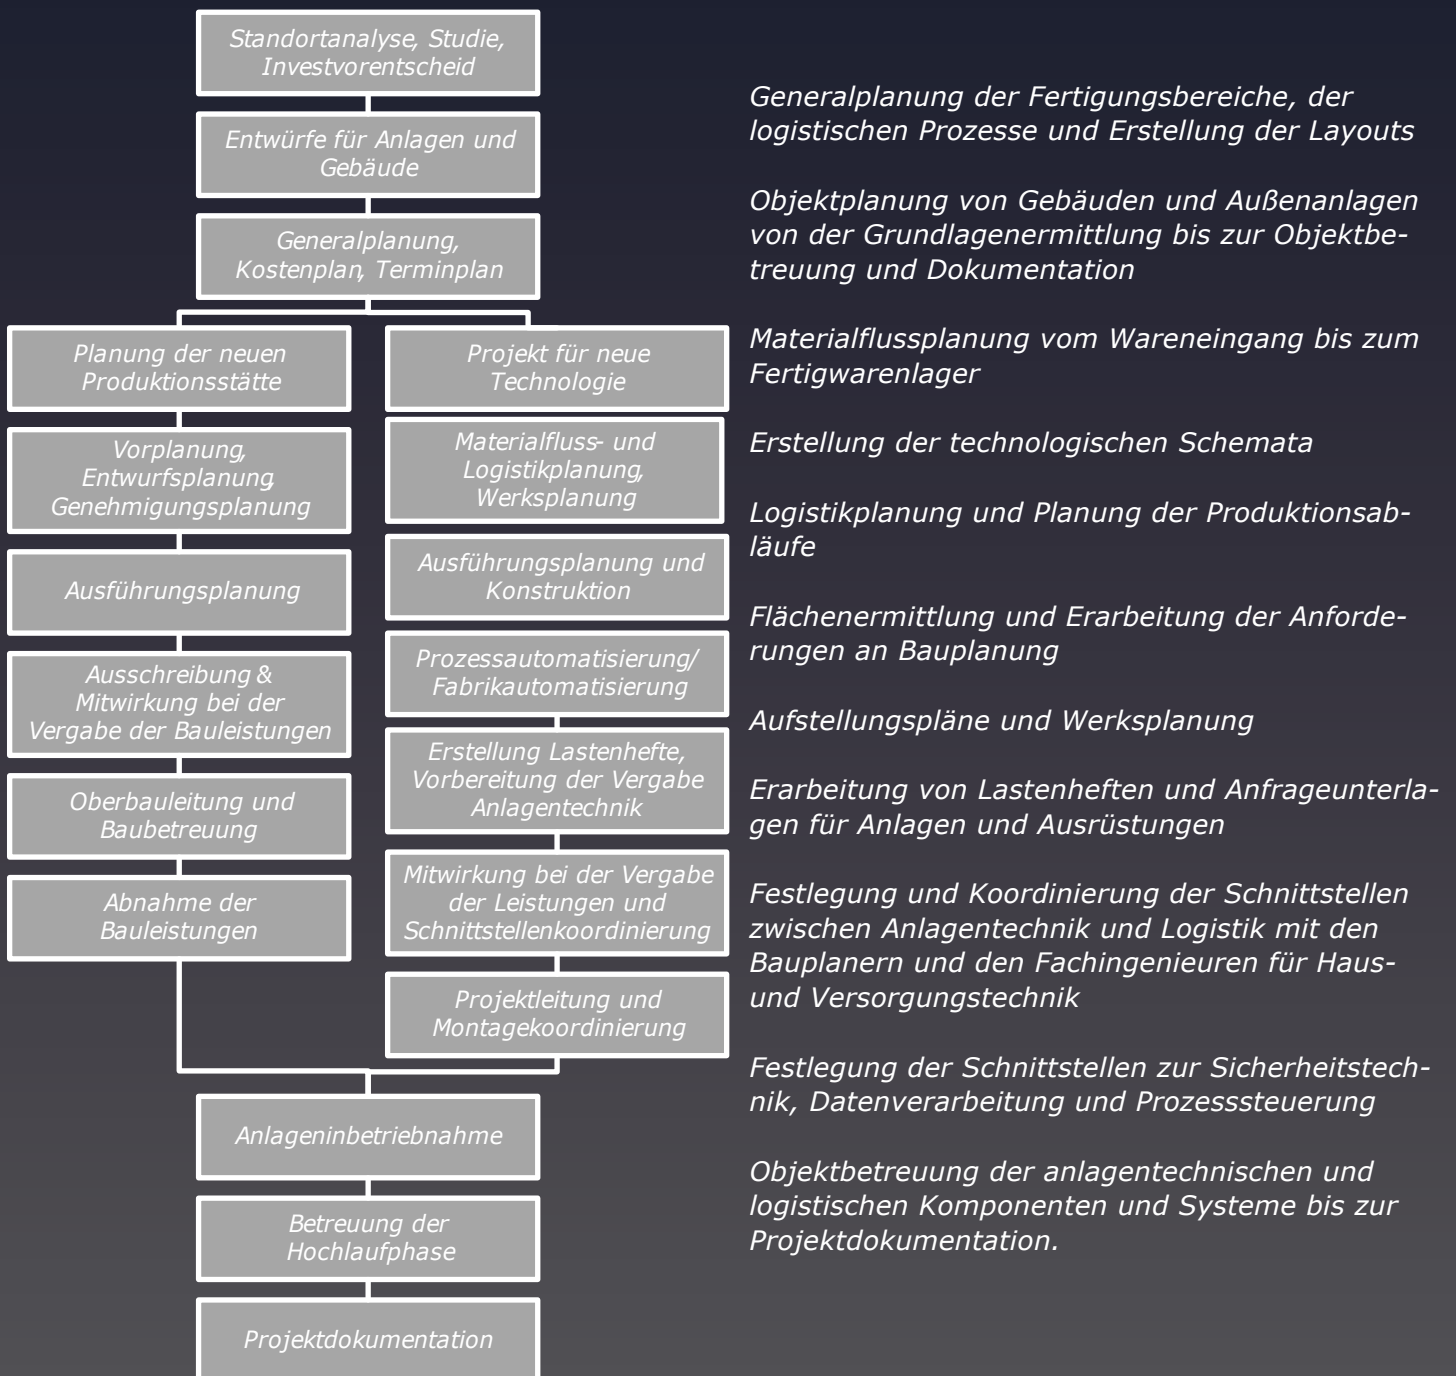 Standortanalyse, Studie,
Investvorentscheid
Entwürfe für Anlagen und
Gebäude
Generalplanung,
Kostenplan, Terminplan
Planung der neuen
Produktionsstätte
Vorplanung,
Entwurfsplanung,
Genehmigungsplanung
Ausführungsplanung
Ausschreibung &
Mitwirkung bei der
Vergabe der Bauleistungen
Oberbauleitung und
Baubetreuung
Abnahme der
Bauleistungen
Projekt für neue
Technologie
Materialfluss- und
Logistikplanung,
Werksplanung
Ausführungsplanung und
Konstruktion
Prozessautomatisierung/
Fabrikautomatisierung
Erstellung Lastenhefte,
Vorbereitung der Vergabe
Anlagentechnik
Mitwirkung bei der Vergabe
der Leistungen und
Schnittstellenkoordinierung
Projektleitung und
Montagekoordinierung
Anlageninbetriebnahme
Betreuung der
Hochlaufphase
Projektdokumentation
Generalplanung der Fertigungsbereiche, der
logistischen Prozesse und Erstellung der Layouts
Objektplanung von Gebäuden und Außenanlagen
von der Grundlagenermittlung bis zur Objektbe-
treuung und Dokumentation
Materialflussplanung vom Wareneingang bis zum
Fertigwarenlager
Erstellung der technologischen Schemata
Logistikplanung und Planung der Produktionsab-
läufe
Flächenermittlung und Erarbeitung der Anforde-
rungen an Bauplanung
Aufstellungspläne und Werksplanung
Erarbeitung von Lastenheften und Anfrageunterla-
gen für Anlagen und Ausrüstungen
Festlegung und Koordinierung der Schnittstellen
zwischen Anlagentechnik und Logistik mit den
Bauplanern und den Fachingenieuren für Haus-
und Versorgungstechnik
Festlegung der Schnittstellen zur Sicherheitstech-
nik, Datenverarbeitung und Prozesssteuerung
Objektbetreuung der anlagentechnischen und
logistischen Komponenten und Systeme bis zur
Projektdokumentation.